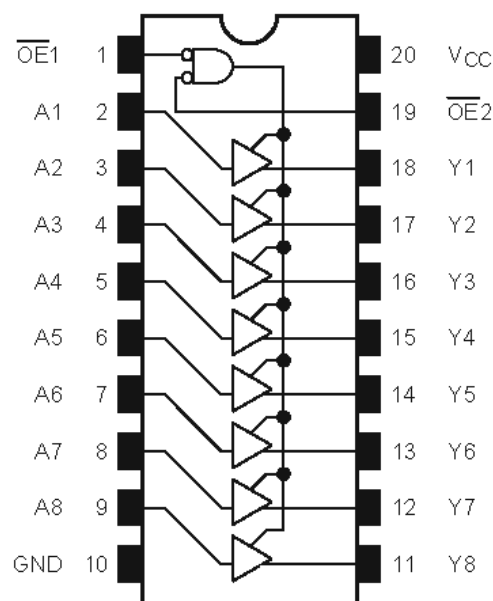 O̅E̅1 1 20 VCC
A1 2 19 O̅E̅2
A2 3 18 Y1
A3 4 17 Y2
A4 5 16 Y3
A5 6 15 Y4
A6 7 14 Y5
A7 8 13 Y6
A8 9 12 Y7
GND 10 11 Y8